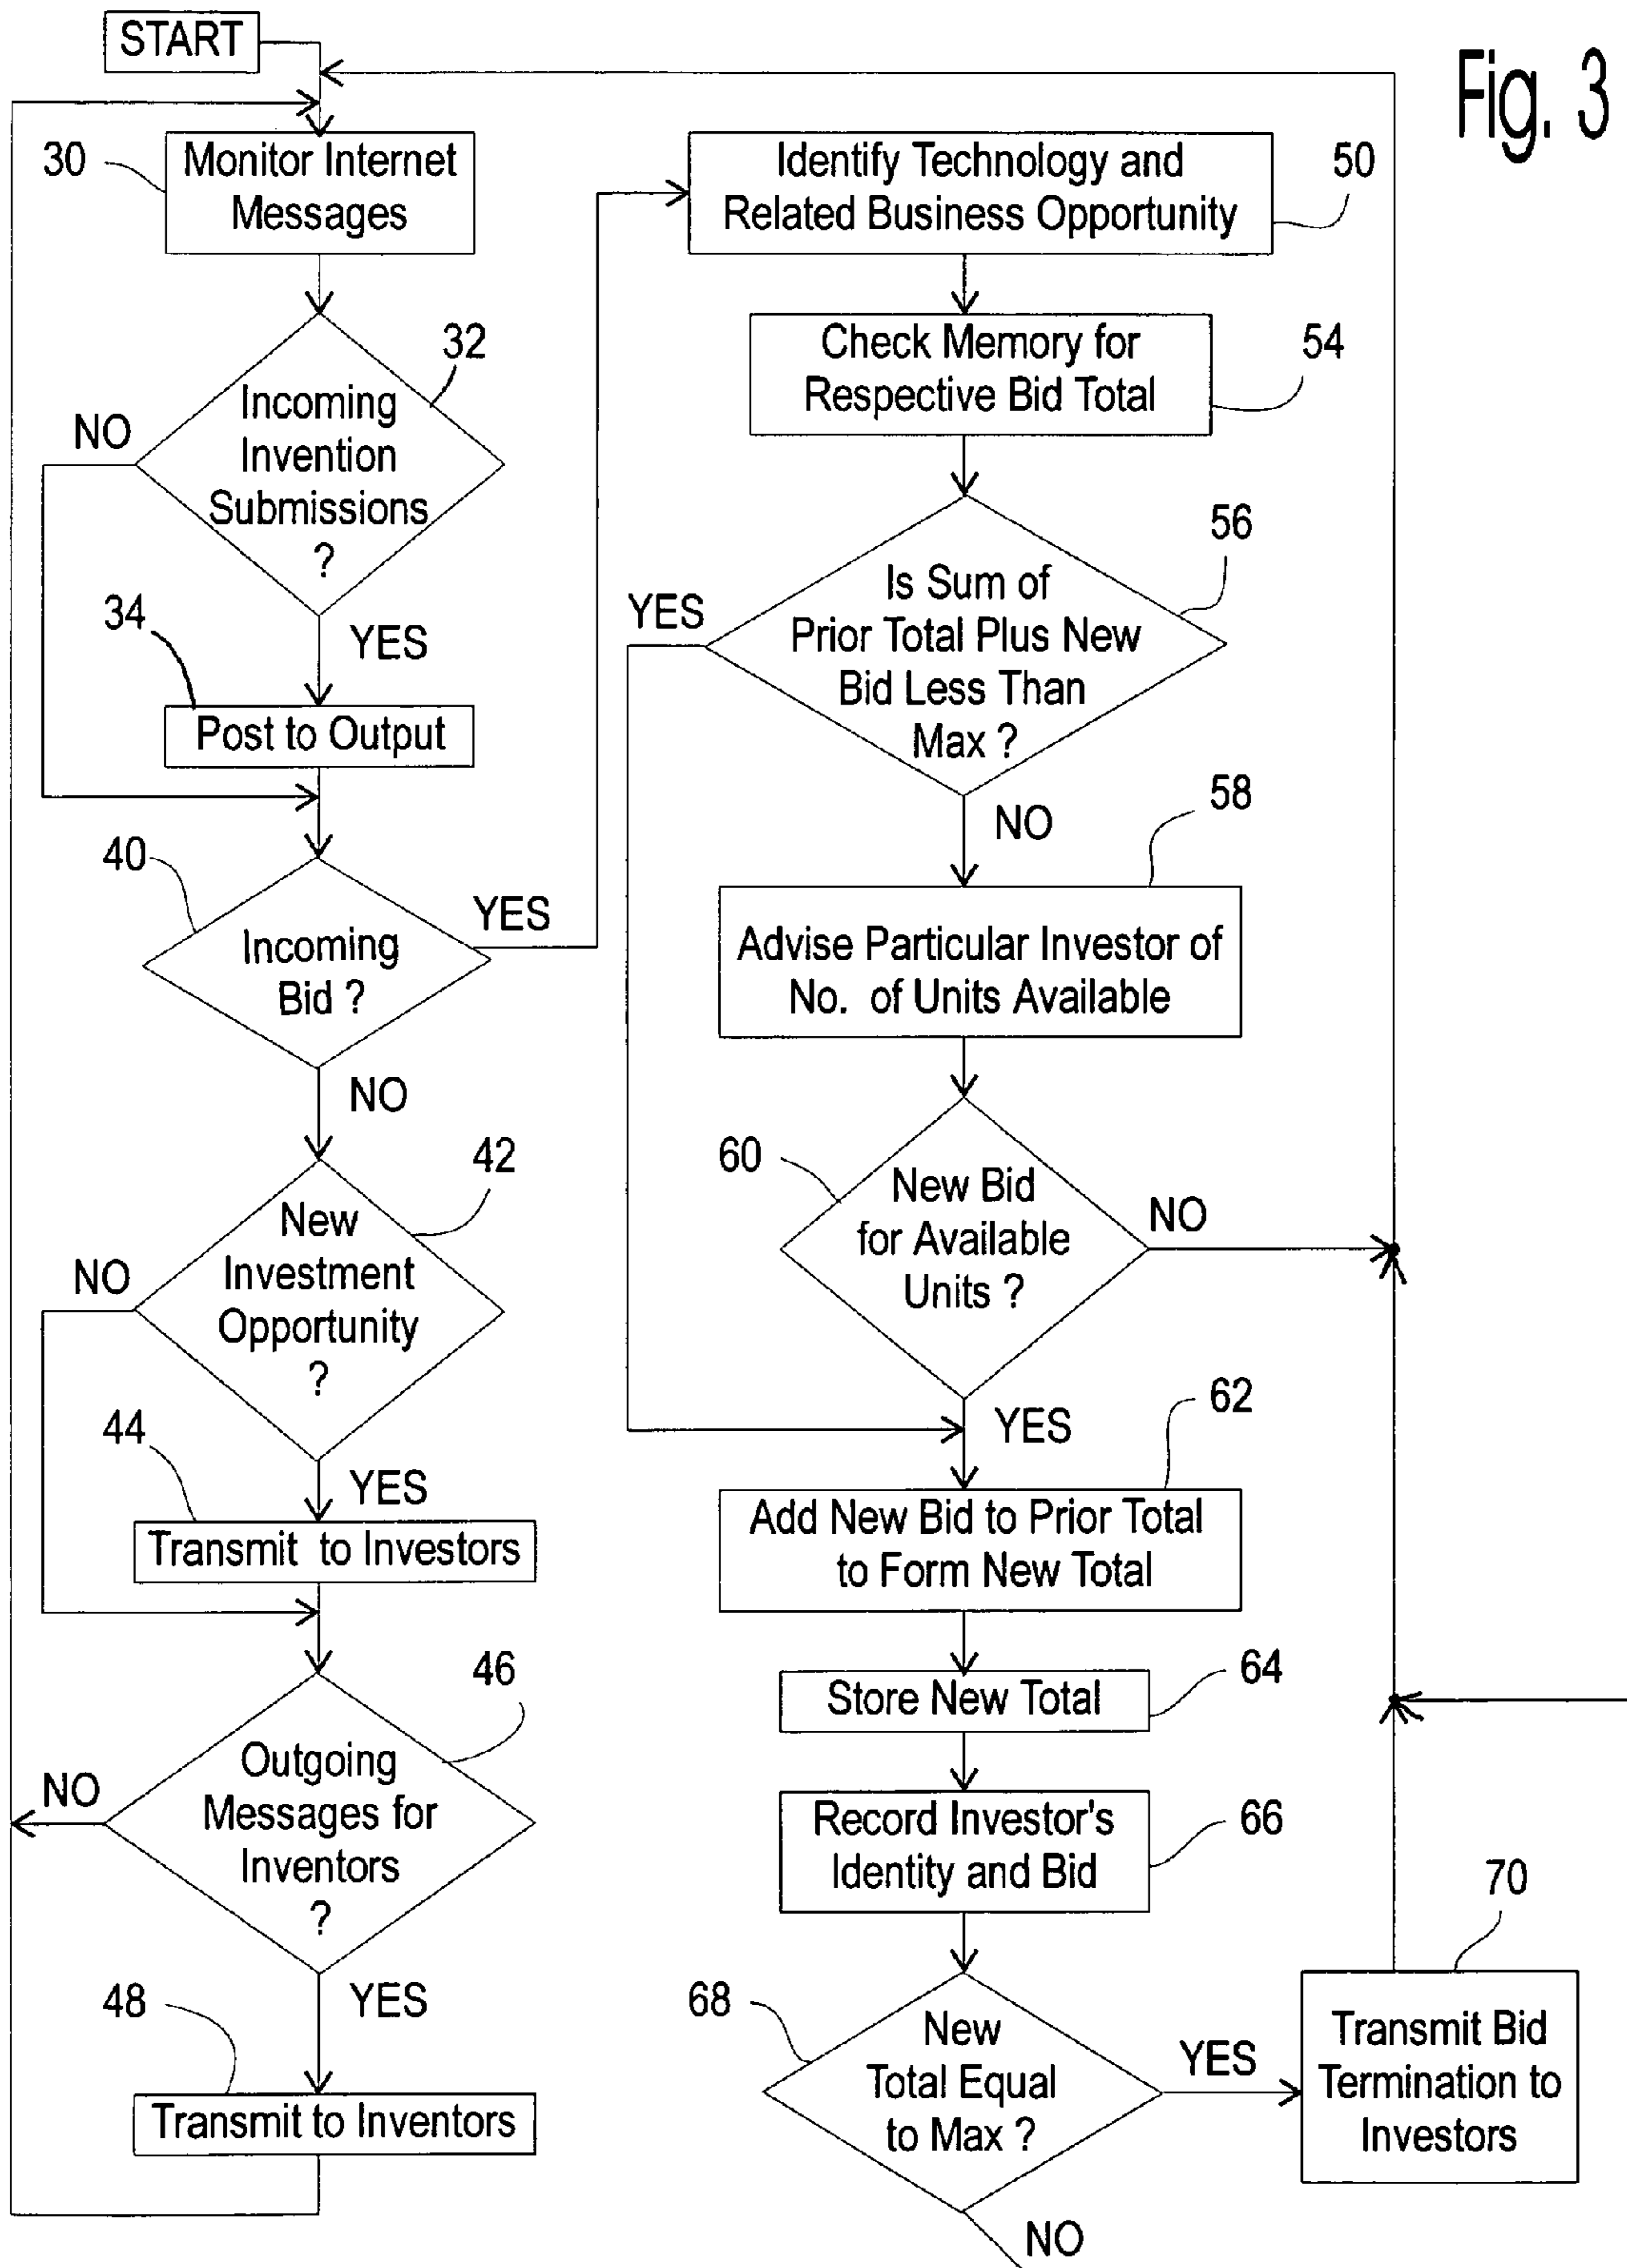 Fig. 3
START
30
Monitor Internet
Messages
32
Incoming
Invention
Submissions
?
NO
YES
34
Post to Output
40
Incoming
Bid ?
YES
NO
42
New
Investment
Opportunity
?
NO
YES
44
Transmit to Investors
46
Outgoing
Messages for
Inventors
?
NO
YES
48
Transmit to Inventors
50
Identify Technology and
Related Business Opportunity
54
Check Memory for
Respective Bid Total
56
Is Sum of
Prior Total Plus New
Bid Less Than
Max ?
YES
NO
58
Advise Particular Investor of
No. of Units Available
60
New Bid
for Available
Units ?
NO
YES
62
Add New Bid to Prior Total
to Form New Total
64
Store New Total
66
Record Investor's
Identity and Bid
68
New
Total Equal
to Max ?
YES
NO
70
Transmit Bid
Termination to
Investors